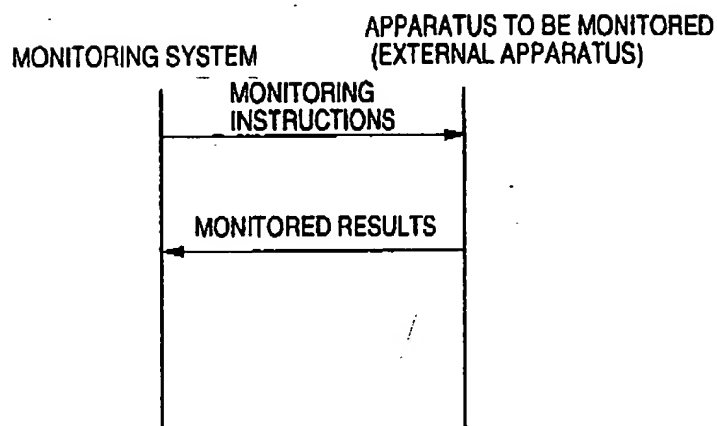 APPARATUS TO BE MONITORED
(EXTERNAL APPARATUS)
MONITORING SYSTEM
MONITORING
INSTRUCTIONS
MONITORED RESULTS